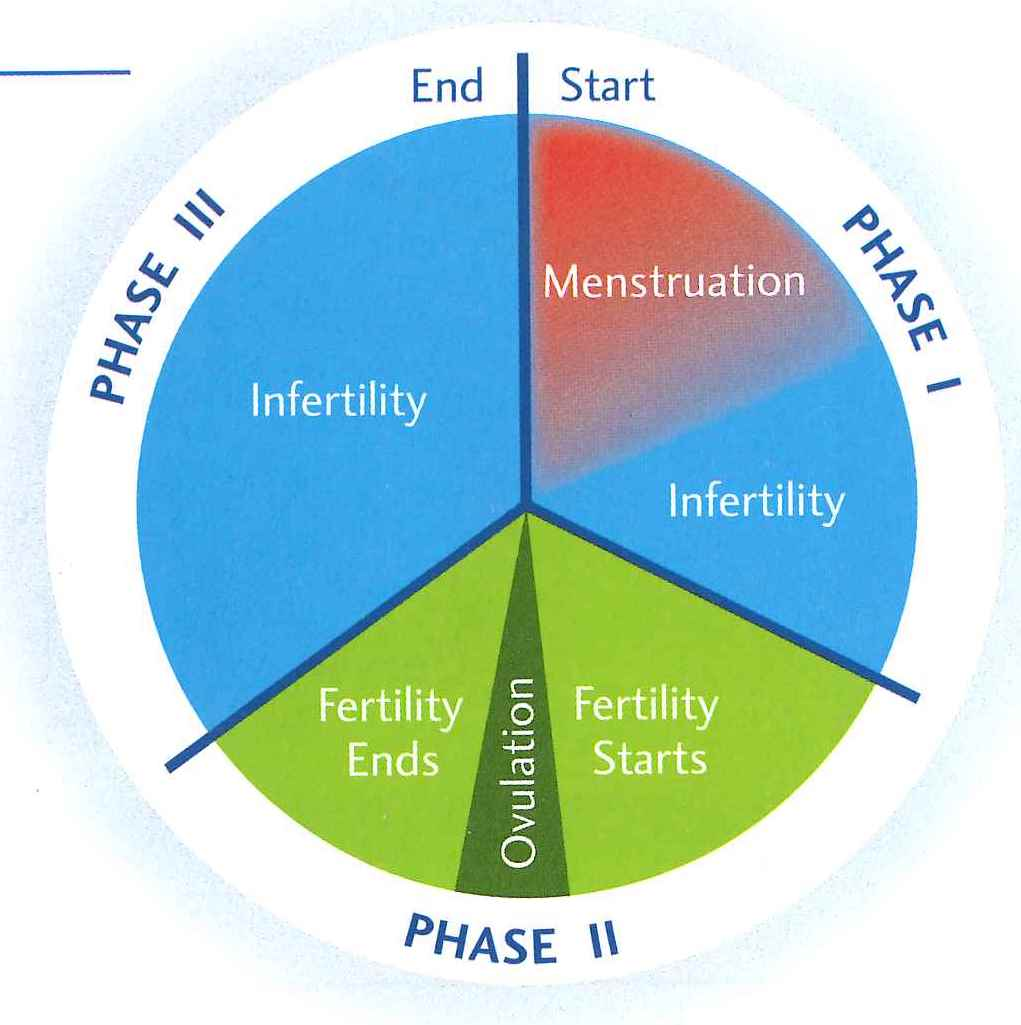 End
Start
PHASE I
Menstruation
Infertility
PHASE II
Fertility
Starts
Ovulation
Fertility
Ends
PHASE III
Infertility